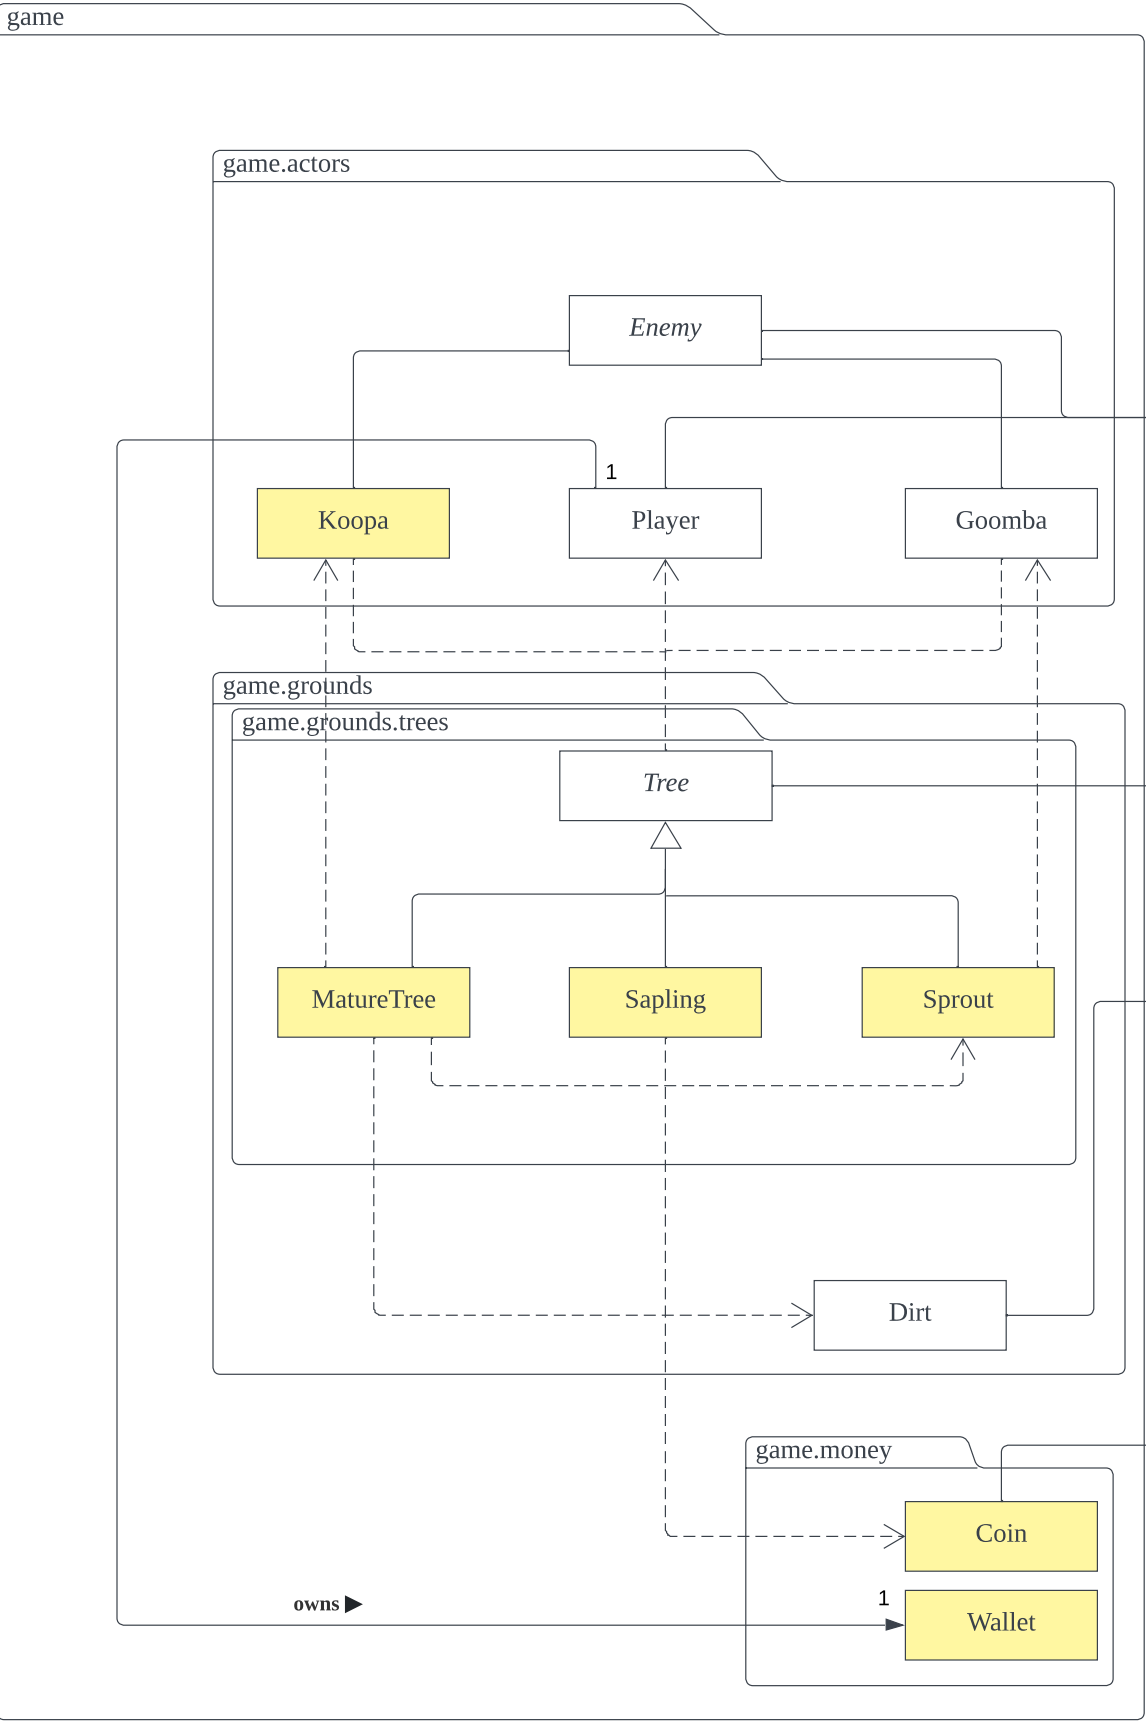 game
game.actors
Enemy
1
Koopa
Player
Goomba
game.grounds
game.grounds.trees
Tree
MatureTree
Sapling
Sprout
Dirt
game.money
Coin
owns ▶
1
Wallet